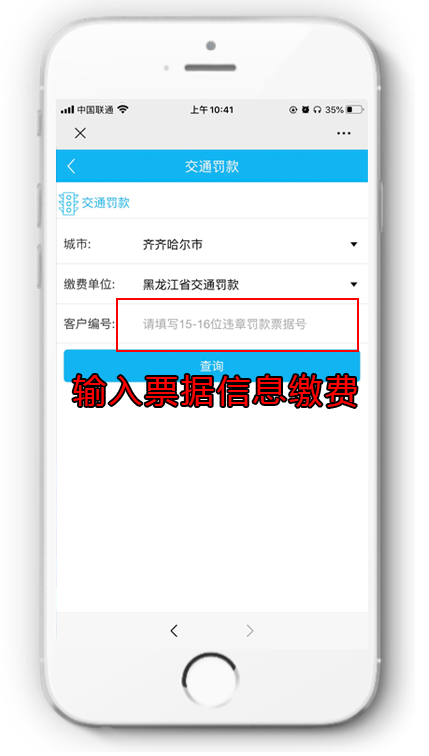 中国联通 上午10:41 35%
交通罚款
交通罚款
城市: 齐齐哈尔市
缴费单位: 黑龙江省交通罚款
客户编号: 请填写15-16位违章罚款票据号
查询
输入票据信息缴费